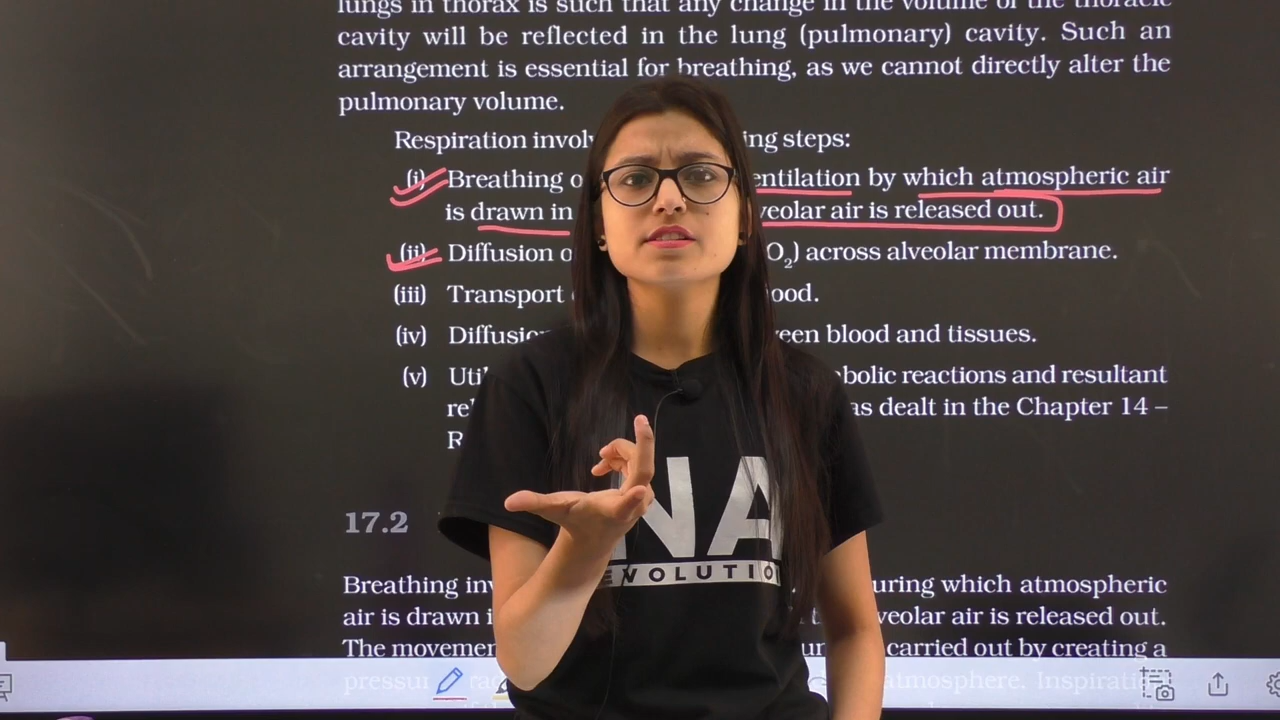 lungs in thorax is such that any change in the volume of the thoracic
cavity will be reflected in the lung (pulmonary) cavity. Such an
arrangement is essential for breathing, as we cannot directly alter the
pulmonary volume.
Respiration invol ing steps:
(i) Breathing o entilation by which atmospheric air
is drawn in veolar air is released out.
(ii) Diffusion o O2) across alveolar membrane.
(iii) Transport ood.
(iv) Diffusion een blood and tissues.
(v) Util bolic reactions and resultant
rel as dealt in the Chapter 14 –
R
NA
EVOLUTIO
17.2
Breathing inv uring which atmospheric
air is drawn i veolar air is released out.
The movemen carried out by creating a
pressu atmosphere. Inspirati